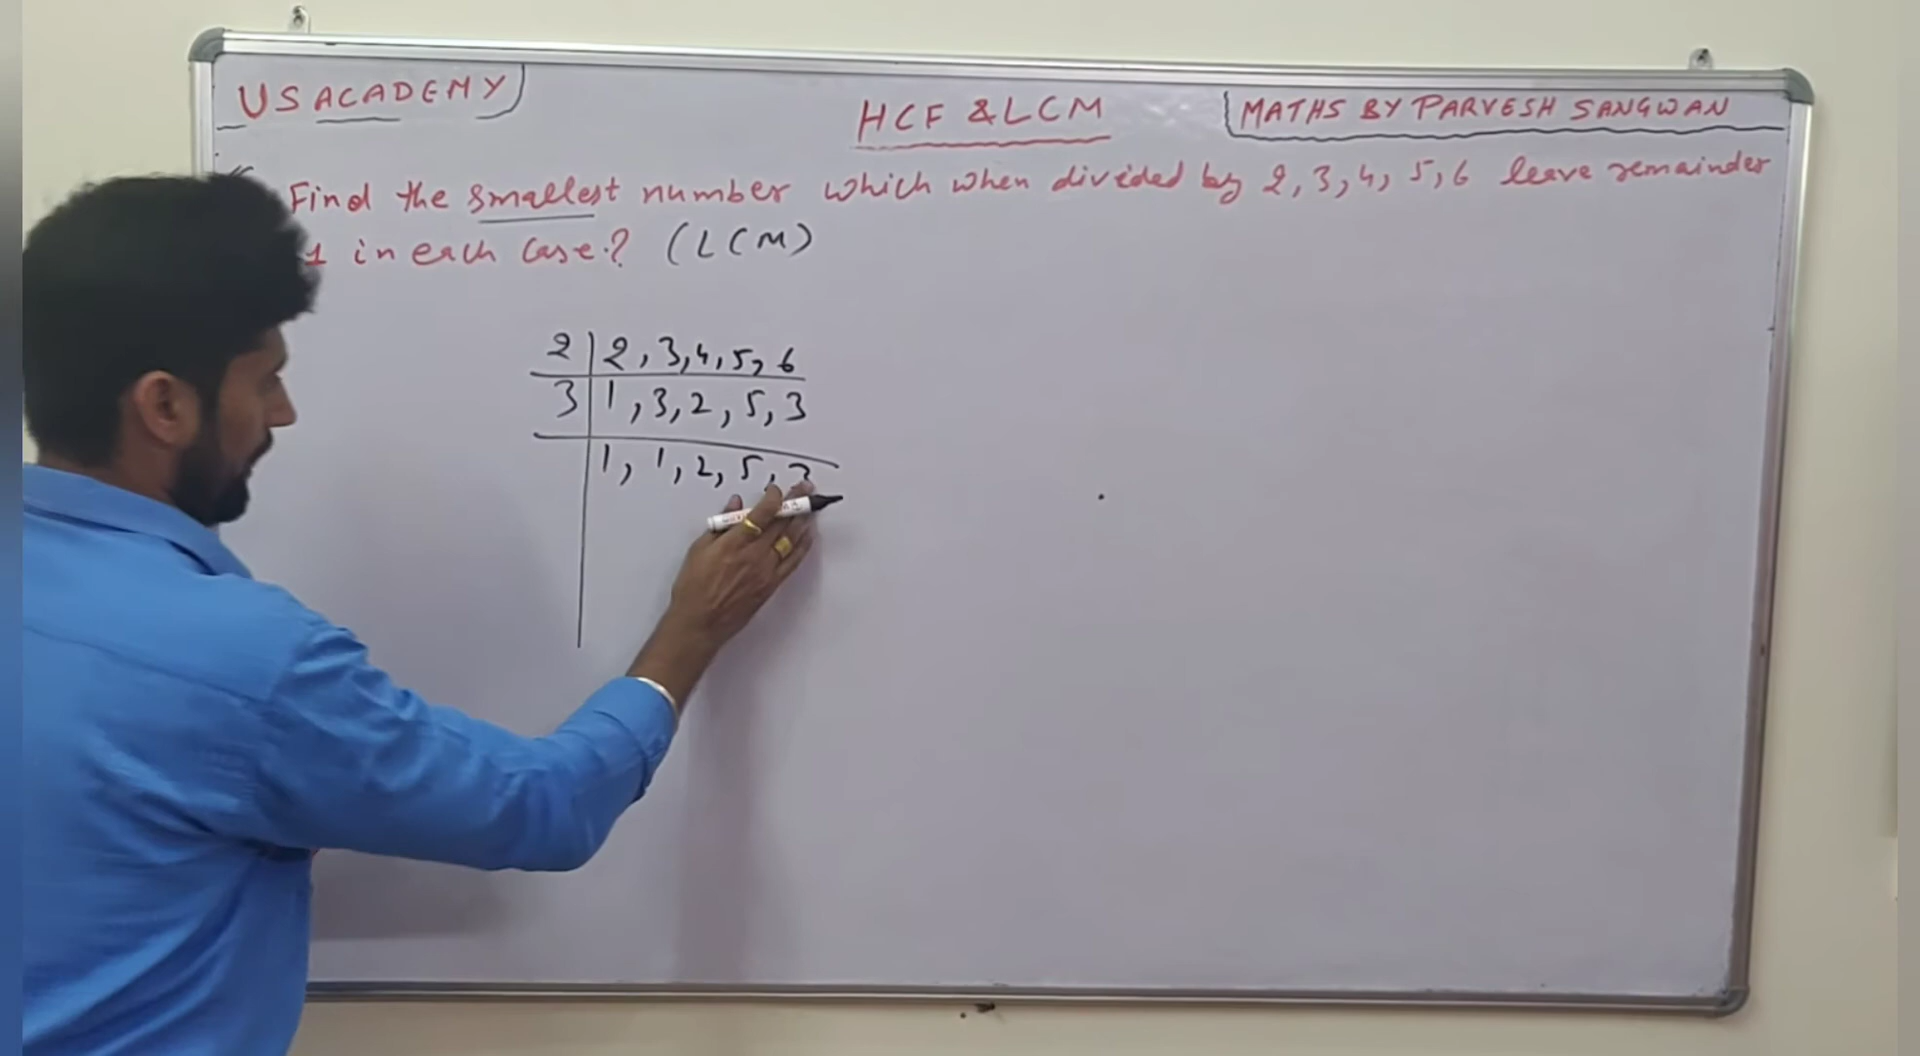 US ACADEMY
HCF & LCM
MATHS BY PARVESH SANGWAN
Find the smallest number which when divided by 2, 3, 4, 5, 6 leave remainder
1 in each case.? (LCM)
2 | 2, 3, 4, 5, 6
3 | 1, 3, 2, 5, 3
1, 1, 2, 5, 3